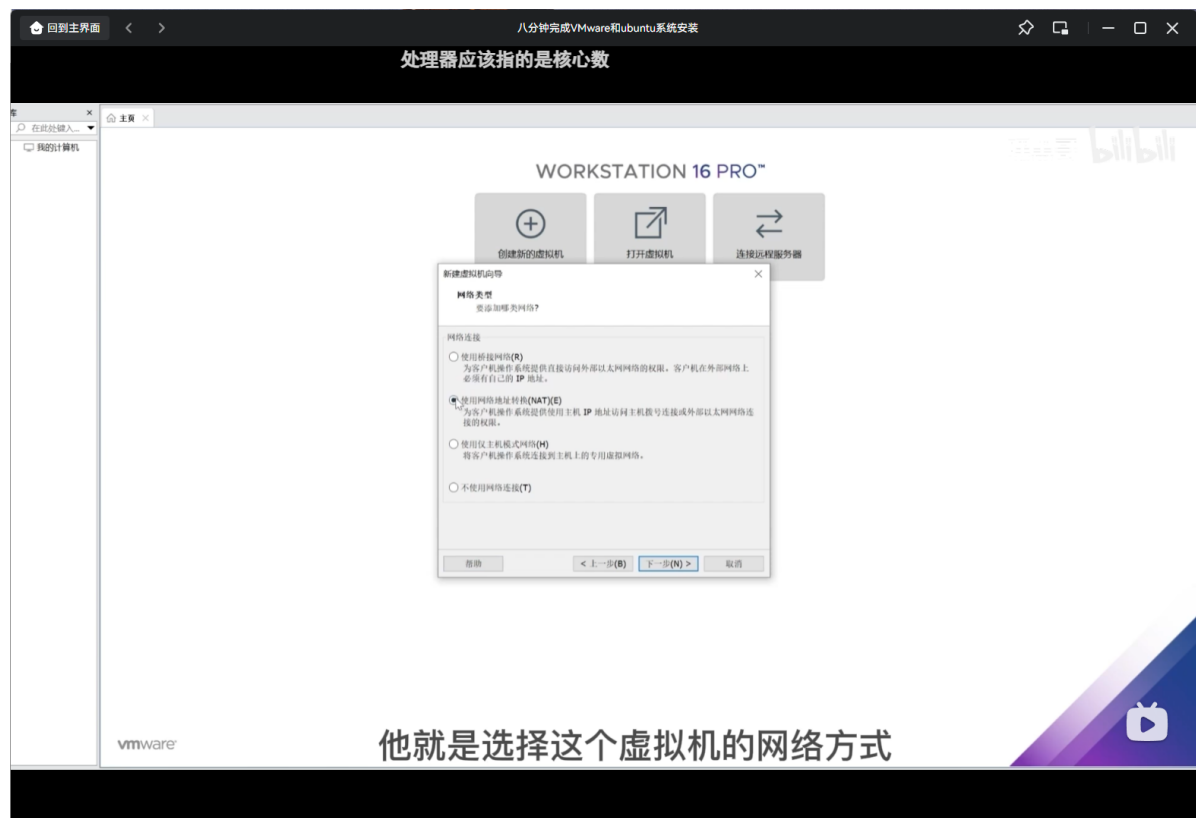 回到主界面
八分钟完成VMware和ubuntu系统安装
处理器应该指的是核心数
库
在此处键入...
我的计算机
主页
bilibili
WORKSTATION 16 PRO™
创建新的虚拟机
打开虚拟机
连接远程服务器
新建虚拟机向导
网络类型
要添加哪类网络?
网络连接
使用桥接网络(R)
为客户机操作系统提供直接访问外部以太网网络的权限。客户机在外部网络上
必须有自己的 IP 地址。
使用网络地址转换(NAT)(E)
为客户机操作系统提供使用主机 IP 地址访问主机拨号连接或外部以太网网络连
接的权限。
使用仅主机模式网络(H)
将客户机操作系统连接到主机上的专用虚拟网络。
不使用网络连接(T)
帮助
< 上一步(B)
下一步(N) >
取消
vmware
他就是选择这个虚拟机的网络方式